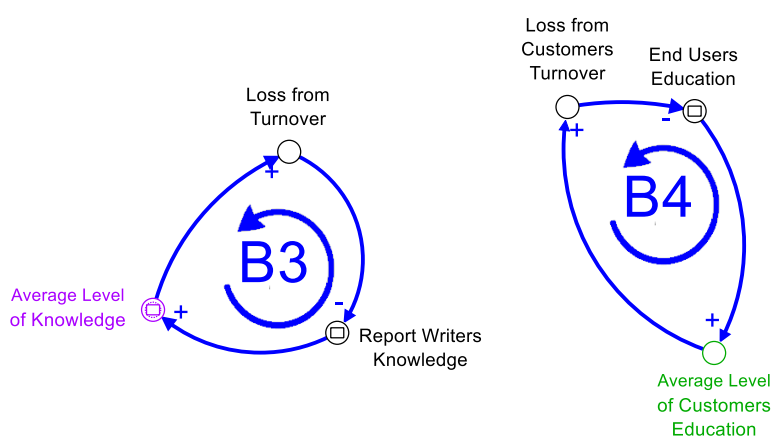 Loss from
Turnover
+
B3
-
Average Level
of Knowledge
+
Report Writers
Knowledge
Loss from
Customers
Turnover
End Users
Education
+
-
B4
+
Average Level
of Customers
Education